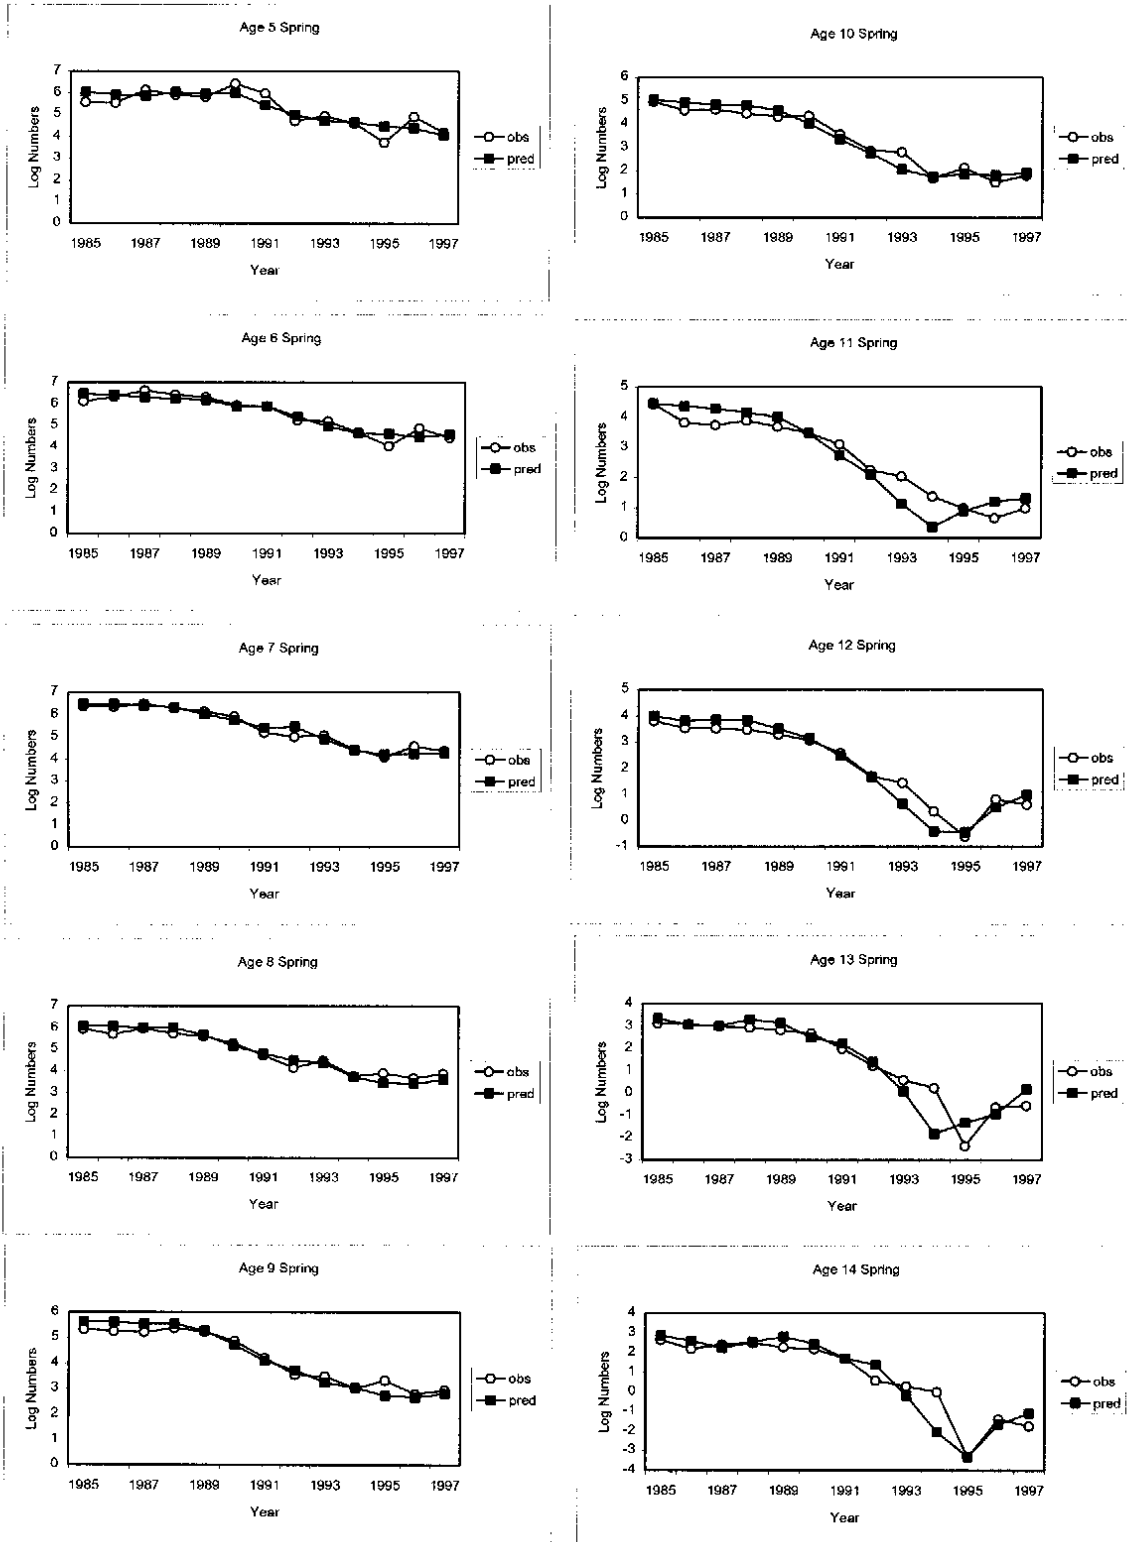 Age 5 Spring
7
6
5
4
3
2
1
0
Log Numbers
1985 1987 1989 1991 1993 1995 1997
Year
obs
pred
Age 6 Spring
7
6
5
4
3
2
1
0
Log Numbers
1985 1987 1989 1991 1993 1995 1997
Year
obs
pred
Age 7 Spring
7
6
5
4
3
2
1
0
Log Numbers
1985 1987 1989 1991 1993 1995 1997
Year
obs
pred
Age 8 Spring
7
6
5
4
3
2
1
0
Log Numbers
1985 1987 1989 1991 1993 1995 1997
Year
obs
pred
Age 9 Spring
6
5
4
3
2
1
0
Log Numbers
1985 1987 1989 1991 1993 1995 1997
Year
obs
pred
Age 10 Spring
6
5
4
3
2
1
0
Log Numbers
1985 1987 1989 1991 1993 1995 1997
Year
obs
pred
Age 11 Spring
5
4
3
2
1
0
Log Numbers
1985 1987 1989 1991 1993 1995 1997
Year
obs
pred
Age 12 Spring
5
4
3
2
1
0
-1
Log Numbers
1985 1987 1989 1991 1993 1995 1997
Year
obs
pred
Age 13 Spring
4
3
2
1
0
-1
-2
-3
Log Numbers
1985 1987 1989 1991 1993 1995 1997
Year
obs
pred
Age 14 Spring
4
3
2
1
0
-1
-2
-3
-4
Log Numbers
1985 1987 1989 1991 1993 1995 1997
Year
obs
pred